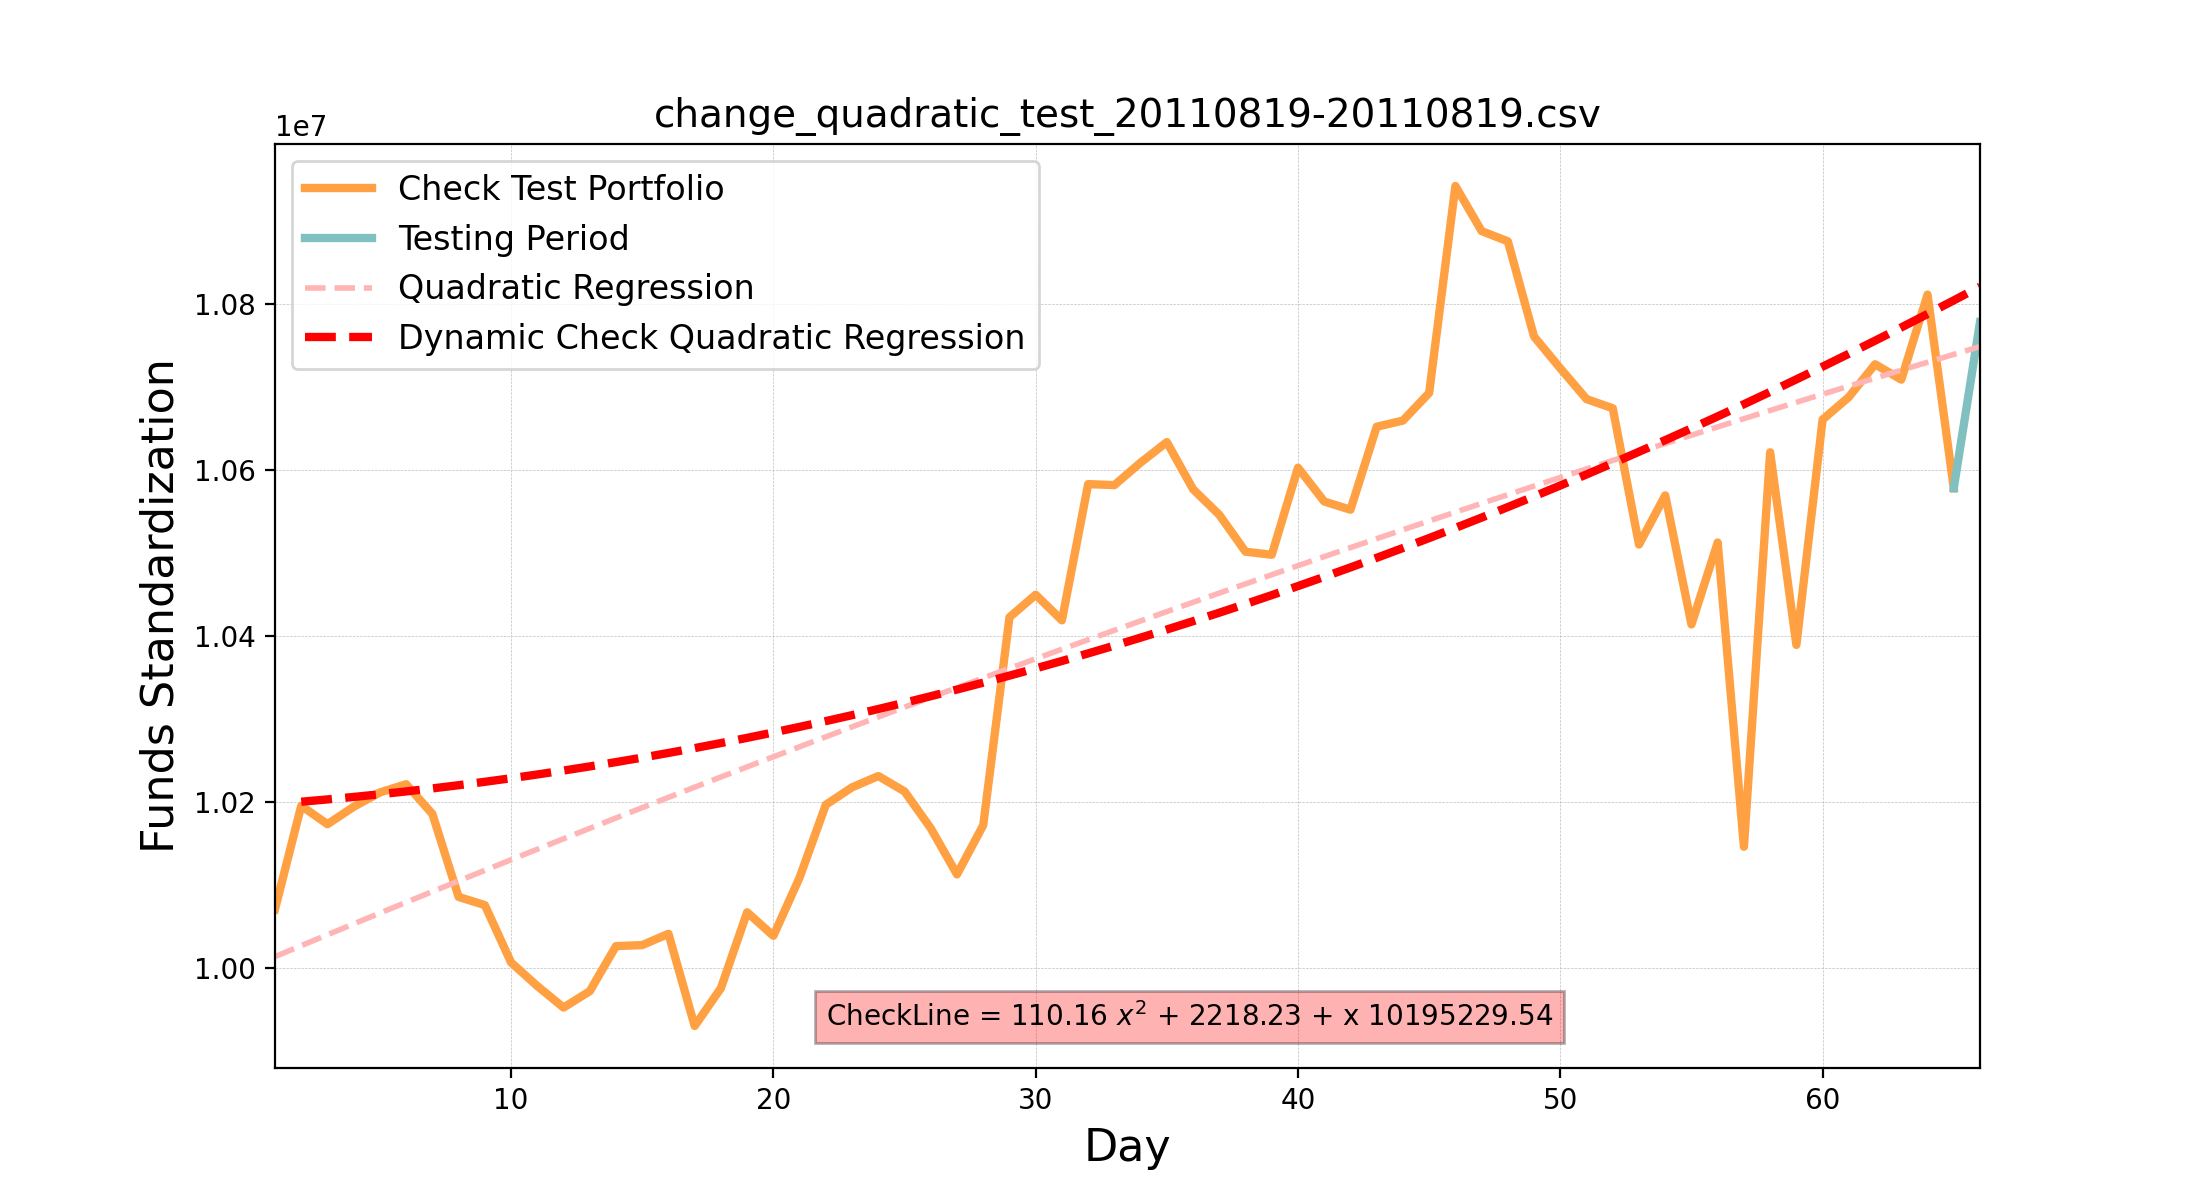 change_quadratic_test_20110819-20110819.csv
1e7
Check Test Portfolio
Testing Period
Quadratic Regression
Dynamic Check Quadratic Regression
Funds Standardization
1.08
1.06
1.04
1.02
1.00
CheckLine = 110.16 x² + 2218.23 + x 10195229.54
10 20 30 40 50 60
Day